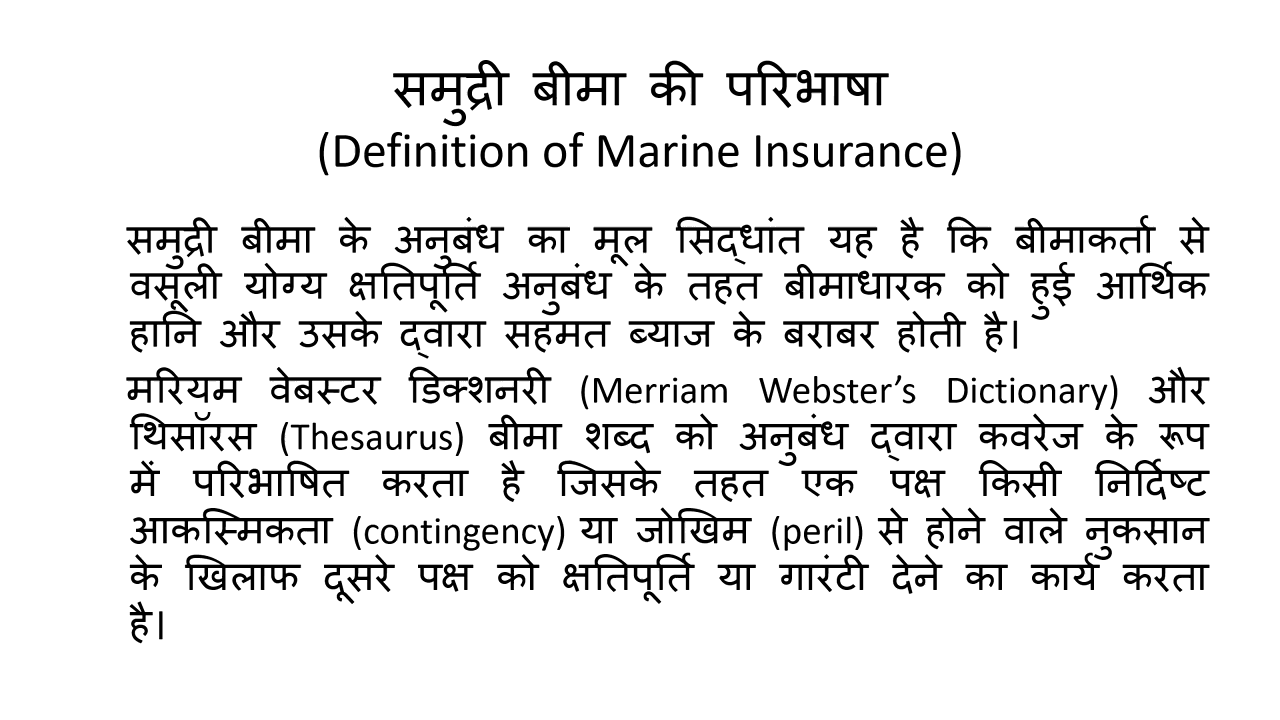 समुद्री बीमा की परिभाषा
(Definition of Marine Insurance)
समुद्री बीमा के अनुबंध का मूल सिद्धांत यह है कि बीमाकर्ता से
वसूली योग्य क्षतिपूर्ति अनुबंध के तहत बीमाधारक को हुई आर्थिक
हानि और उसके द्वारा सहमत ब्याज के बराबर होती है।
मरियम वेबस्टर डिक्शनरी (Merriam Webster’s Dictionary) और
थिसॉरस (Thesaurus) बीमा शब्द को अनुबंध द्वारा कवरेज के रूप
में परिभाषित करता है जिसके तहत एक पक्ष किसी निर्दिष्ट
आकस्मिकता (contingency) या जोखिम (peril) से होने वाले नुकसान
के खिलाफ दूसरे पक्ष को क्षतिपूर्ति या गारंटी देने का कार्य करता
है।